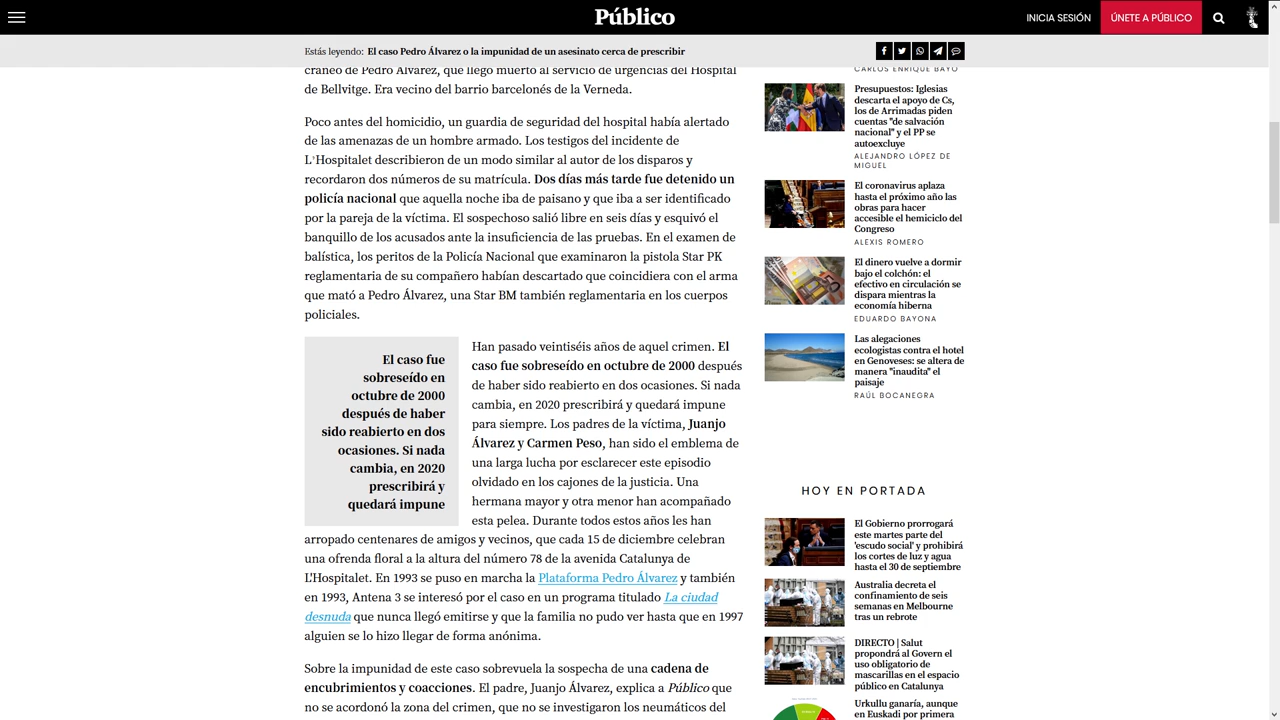 Público
INICIA SESIÓN
ÚNETE A PÚBLICO
Estás leyendo: El caso Pedro Álvarez o la impunidad de un asesinato cerca de prescribir
cráneo de Pedro Álvarez, que llegó muerto al servicio de urgencias del Hospital
de Bellvitge. Era vecino del barrio barcelonés de la Verneda.
Poco antes del homicidio, un guardia de seguridad del hospital había alertado
de las amenazas de un hombre armado. Los testigos del incidente de
L’Hospitalet describieron de un modo similar al autor de los disparos y
recordaron dos números de su matrícula. Dos días más tarde fue detenido un
policía nacional que aquella noche iba de paisano y que iba a ser identificado
por la pareja de la víctima. El sospechoso salió libre en seis días y esquivó el
banquillo de los acusados ante la insuficiencia de las pruebas. En el examen de
balística, los peritos de la Policía Nacional que examinaron la pistola Star PK
reglamentaria de su compañero habían descartado que coincidiera con el arma
que mató a Pedro Álvarez, una Star BM también reglamentaria en los cuerpos
policiales.
El caso fue
sobreseído en
octubre de 2000
después de haber
sido reabierto en dos
ocasiones. Si nada
cambia, en 2020
prescribirá y
quedará impune
Han pasado veintiséis años de aquel crimen. El
caso fue sobreseído en octubre de 2000 después
de haber sido reabierto en dos ocasiones. Si nada
cambia, en 2020 prescribirá y quedará impune
para siempre. Los padres de la víctima, Juanjo
Álvarez y Carmen Peso, han sido el emblema de
una larga lucha por esclarecer este episodio
olvidado en los cajones de la justicia. Una
hermana mayor y otra menor han acompañado
esta pelea. Durante todos estos años les han
arropado centenares de amigos y vecinos, que cada 15 de diciembre celebran
una ofrenda floral a la altura del número 78 de la avenida Catalunya de
L'Hospitalet. En 1993 se puso en marcha la Plataforma Pedro Álvarez y también
en 1993, Antena 3 se interesó por el caso en un programa titulado La ciudad
desnuda que nunca llegó emitirse y que la familia no pudo ver hasta que en 1997
alguien se lo hizo llegar de forma anónima.
Sobre la impunidad de este caso sobrevuela la sospecha de una cadena de
encubrimientos y coacciones. El padre, Juanjo Álvarez, explica a Público que
no se acordonó la zona del crimen, que no se investigaron los neumáticos del
CARLOS ENRIQUE BAYO
Presupuestos: Iglesias
descarta el apoyo de Cs,
los de Arrimadas piden
cuentas "de salvación
nacional" y el PP se
autoexcluye
ALEJANDRO LÓPEZ DE
MIGUEL
El coronavirus aplaza
hasta el próximo año las
obras para hacer
accesible el hemiciclo del
Congreso
ALEXIS ROMERO
El dinero vuelve a dormir
bajo el colchón: el
efectivo en circulación se
dispara mientras la
economía hiberna
EDUARDO BAYONA
Las alegaciones
ecologistas contra el hotel
en Genoveses: se altera de
manera "inaudita" el
paisaje
RAÚL BOCANEGRA
HOY EN PORTADA
El Gobierno prorrogará
este martes parte del
'escudo social' y prohibirá
los cortes de luz y agua
hasta el 30 de septiembre
Australia decreta el
confinamiento de seis
semanas en Melbourne
tras un rebrote
DIRECTO | Salut
propondrá al Govern el
uso obligatorio de
mascarillas en el espacio
público en Catalunya
Urkullu ganaría, aunque
en Euskadi por primera